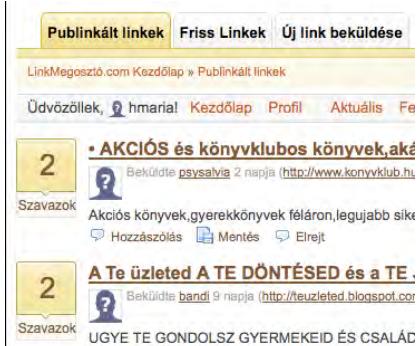 Publinkált linkek Friss Linkek Új link beküldése
LinkMegosztó.com Kezdőlap » Publinkált linkek
Üdvözöllek, hmaria! Kezdőlap Profil Aktuális Fe
2
Szavazok
• AKCIÓS és könyvklubos könyvek,aká
Beküldte psysalvia 2 napja (http://www.konyvklub.hu
Akciós könyvek,gyerekkönyvek féláron,legujabb sike
Hozzászólás Mentés Elrejt
2
Szavazok
A Te üzleted A TE DÖNTÉSED és a TE
Beküldte bandi 9 napja (http://teuzleted.blogspot.com
UGYE TE GONDOLSZ GYERMEKEID ÉS CSALÁD